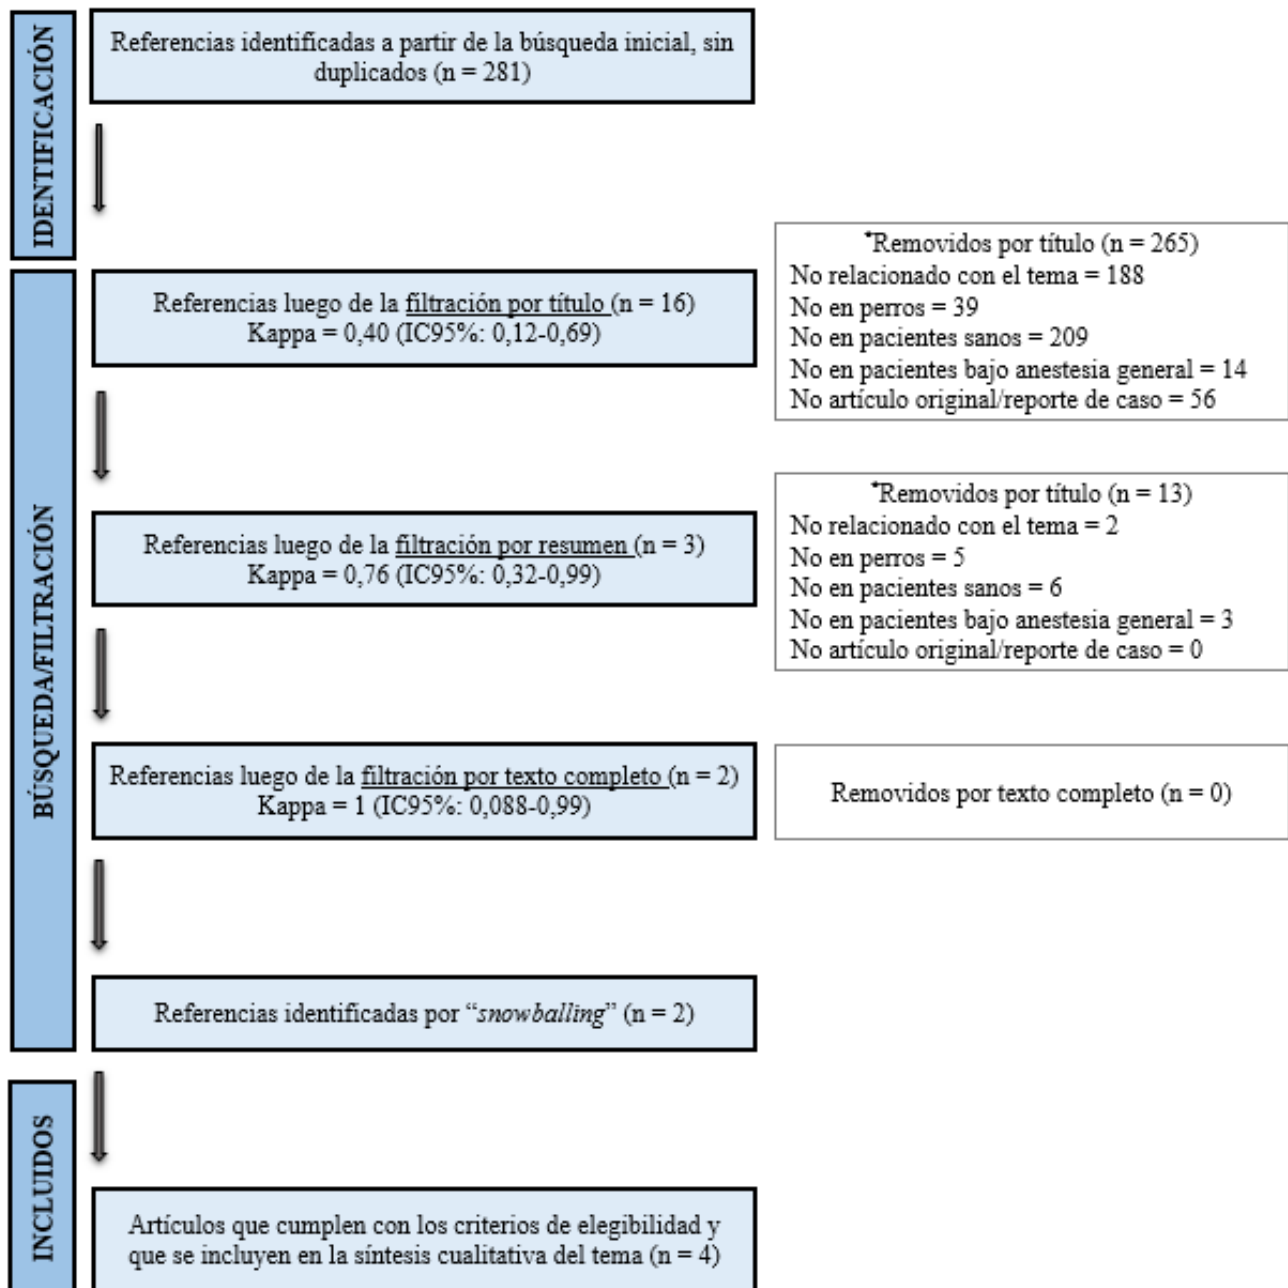 IDENTIFICACIÓN
Referencias identificadas a partir de la búsqueda inicial, sin
duplicados (n = 281)
BÚSQUEDA/FILTRACIÓN
Referencias luego de la filtración por título (n = 16)
Kappa = 0,40 (IC95%: 0,12-0,69)
*Removidos por título (n = 265)
No relacionado con el tema = 188
No en perros = 39
No en pacientes sanos = 209
No en pacientes bajo anestesia general = 14
No artículo original/reporte de caso = 56
Referencias luego de la filtración por resumen (n = 3)
Kappa = 0,76 (IC95%: 0,32-0,99)
*Removidos por título (n = 13)
No relacionado con el tema = 2
No en perros = 5
No en pacientes sanos = 6
No en pacientes bajo anestesia general = 3
No artículo original/reporte de caso = 0
Referencias luego de la filtración por texto completo (n = 2)
Kappa = 1 (IC95%: 0,088-0,99)
Removidos por texto completo (n = 0)
Referencias identificadas por “snowballing” (n = 2)
INCLUIDOS
Artículos que cumplen con los criterios de elegibilidad y
que se incluyen en la síntesis cualitativa del tema (n = 4)